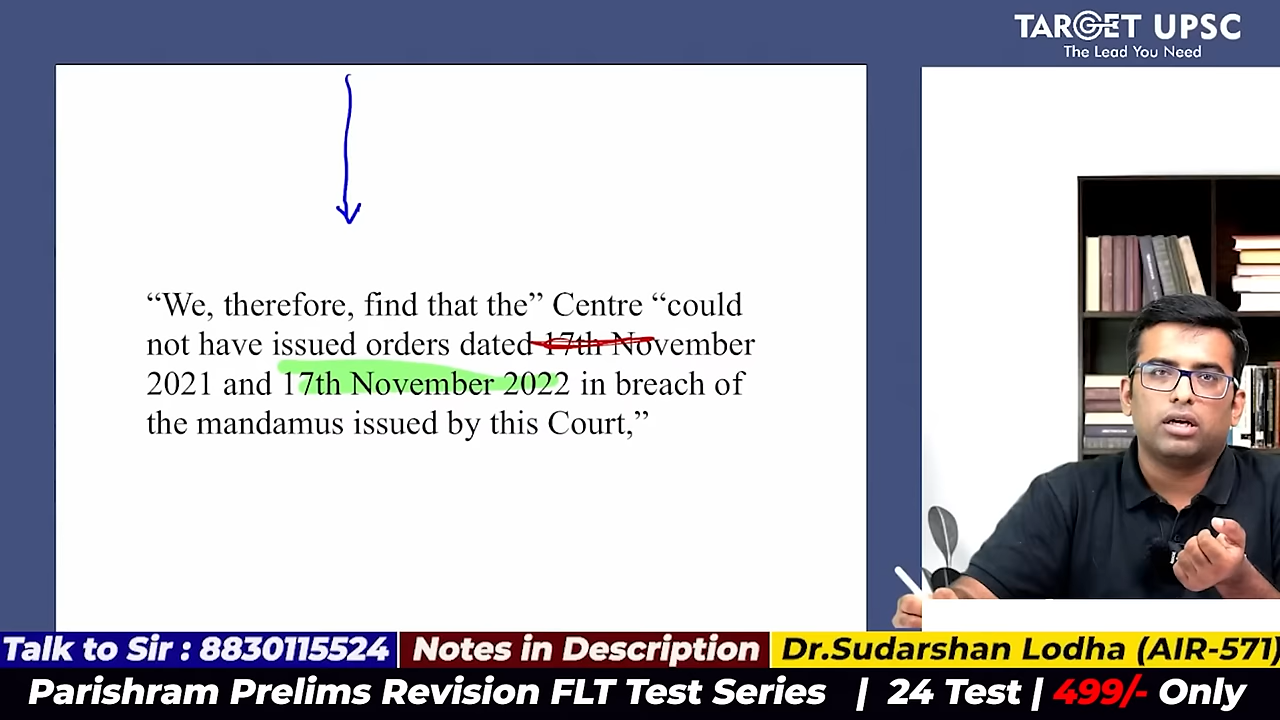 TARGET UPSC
The Lead You Need
“We, therefore, find that the” Centre “could
not have issued orders dated 17th November
2021 and 17th November 2022 in breach of
the mandamus issued by this Court,”
Talk to Sir : 8830115524
Notes in Description
Dr.Sudarshan Lodha (AIR-571)
Parishram Prelims Revision FLT Test Series | 24 Test | 499/- Only